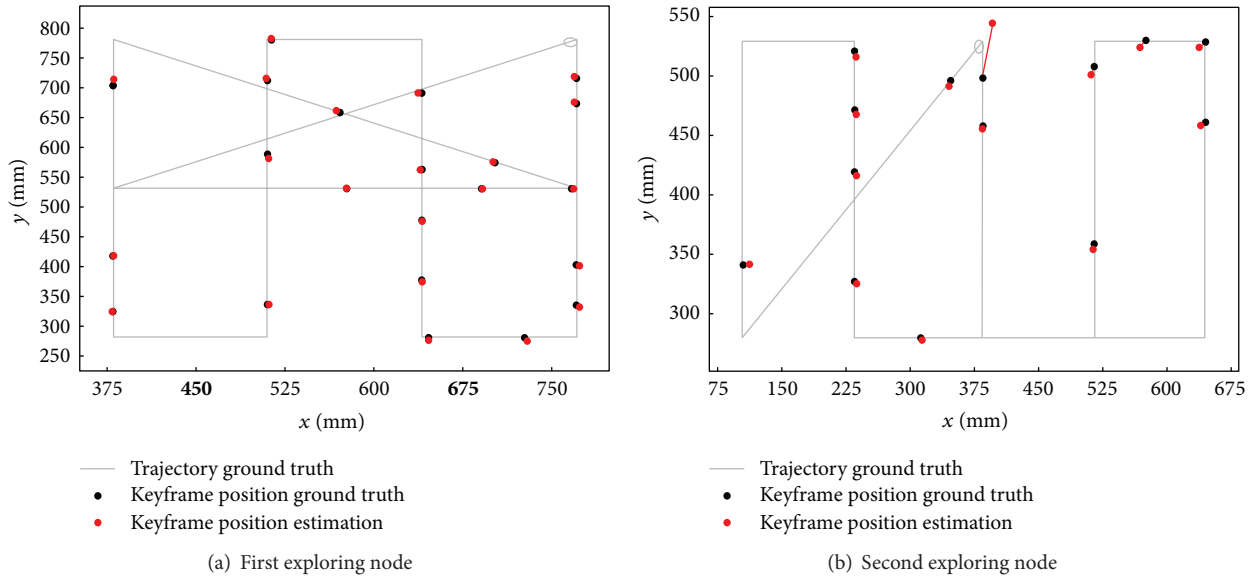 800
750
700
650
600
550
500
450
400
350
300
250
y (mm)
375 450 525 600 675 750
x (mm)
Trajectory ground truth
Keyframe position ground truth
Keyframe position estimation
(a) First exploring node
550
500
450
400
350
300
y (mm)
75 150 225 300 375 450 525 600 675
x (mm)
Trajectory ground truth
Keyframe position ground truth
Keyframe position estimation
(b) Second exploring node